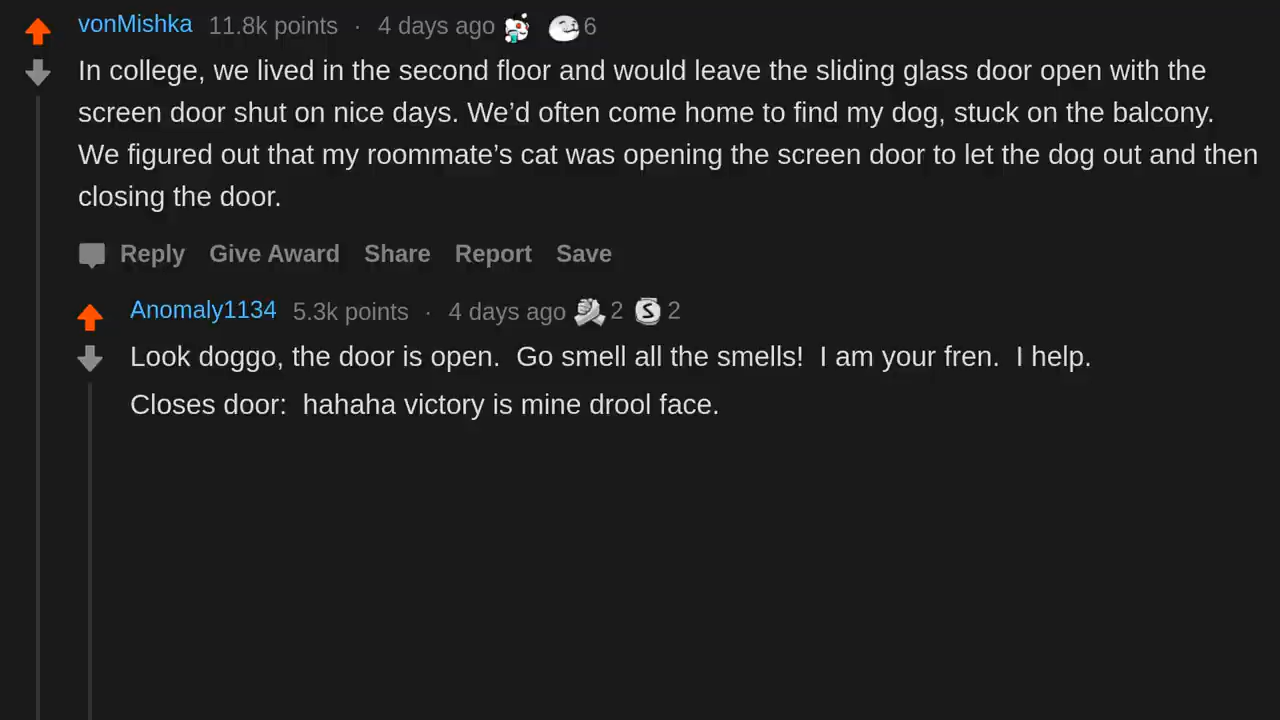 vonMishka 11.8k points · 4 days ago 6
In college, we lived in the second floor and would leave the sliding glass door open with the
screen door shut on nice days. We’d often come home to find my dog, stuck on the balcony.
We figured out that my roommate’s cat was opening the screen door to let the dog out and then
closing the door.
Reply Give Award Share Report Save
Anomaly1134 5.3k points · 4 days ago 2 S 2
Look doggo, the door is open. Go smell all the smells! I am your fren. I help.
Closes door: hahaha victory is mine drool face.